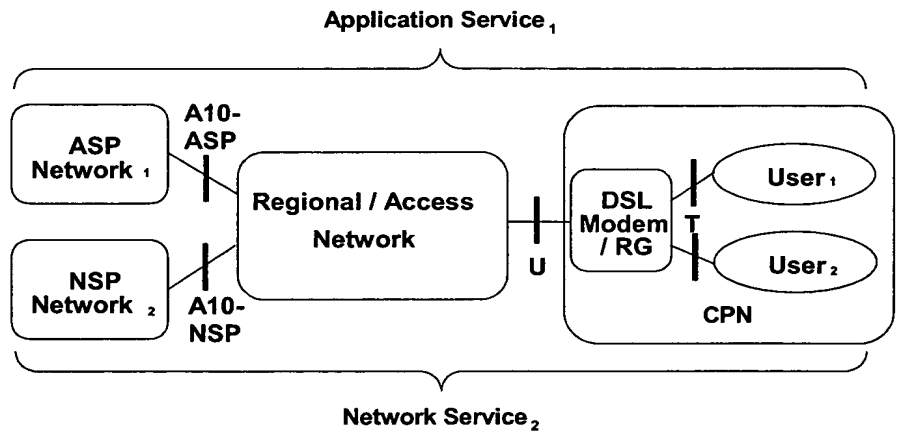 Application Service 1
ASP
Network 1
A10-
ASP
Regional / Access
Network
NSP
Network 2
A10-
NSP
U
DSL
Modem
/ RG
T
User 1
User 2
CPN
Network Service 2